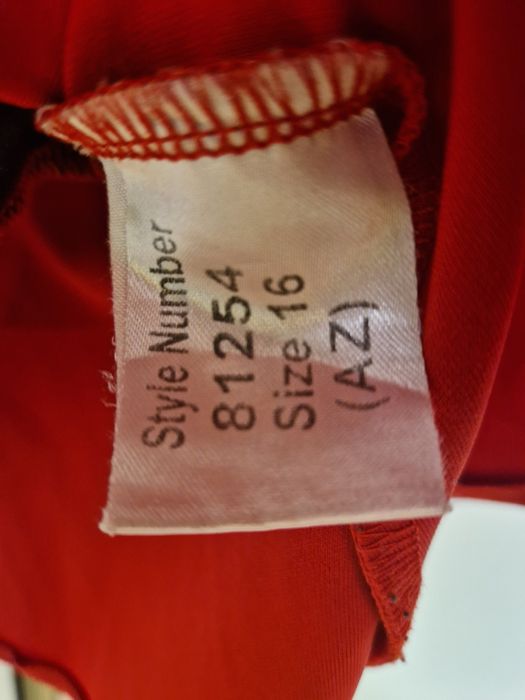 Style Number
81254
Size 16
(AZ)